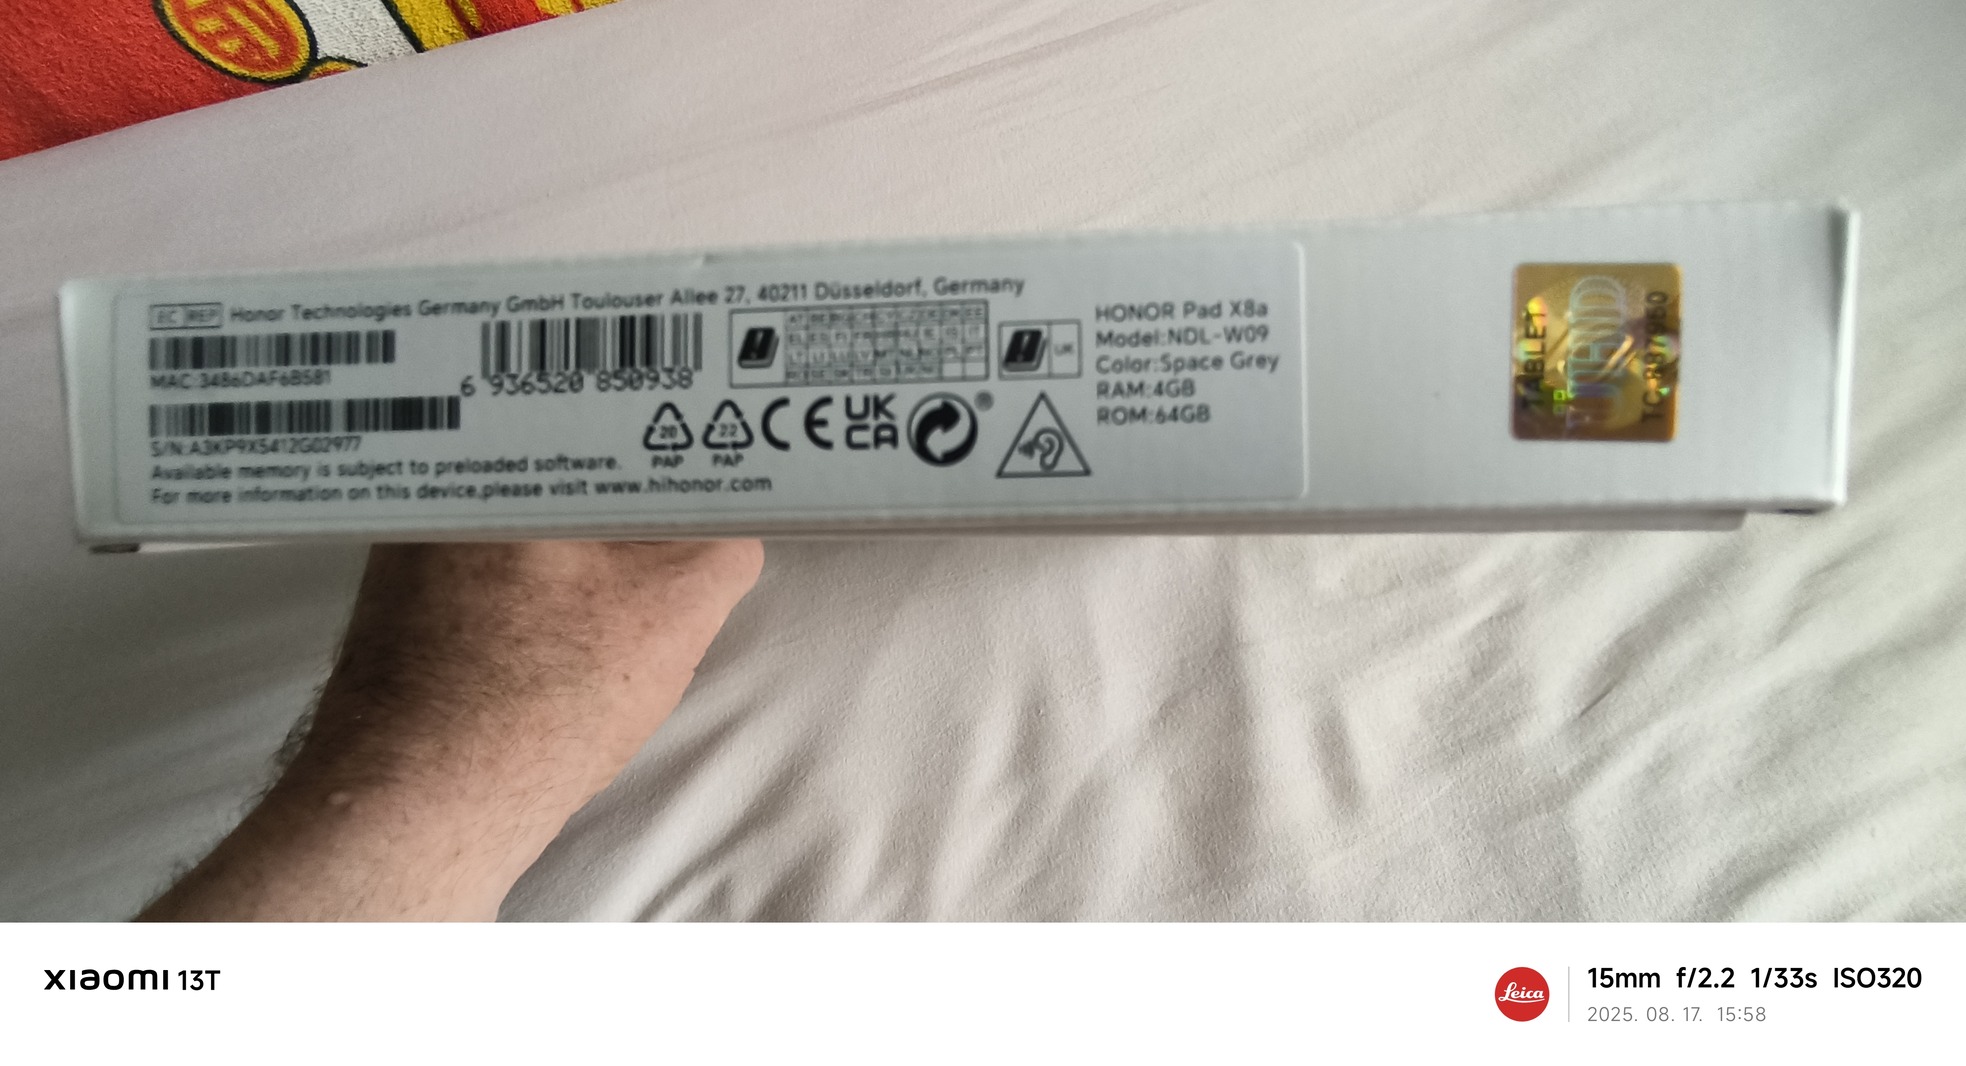 EC REP Honor Technologies Germany GmbH Toulouser Allee 27, 40211 Düsseldorf, Germany
MAC:3486DAF6B581
6 936520 850938
S/N:A3KP9X5412G02977
Available memory is subject to preloaded software.
For more information on this device,please visit www.hihonor.com
20
PAP
22
PAP
CE
UK
CA
®
UK
HONOR Pad X8a
Model:NDL-W09
Color:Space Grey
RAM:4GB
ROM:64GB
TABLET
XIAOMI 13T
Leica
15mm f/2.2 1/33s ISO320
2025. 08. 17. 15:58